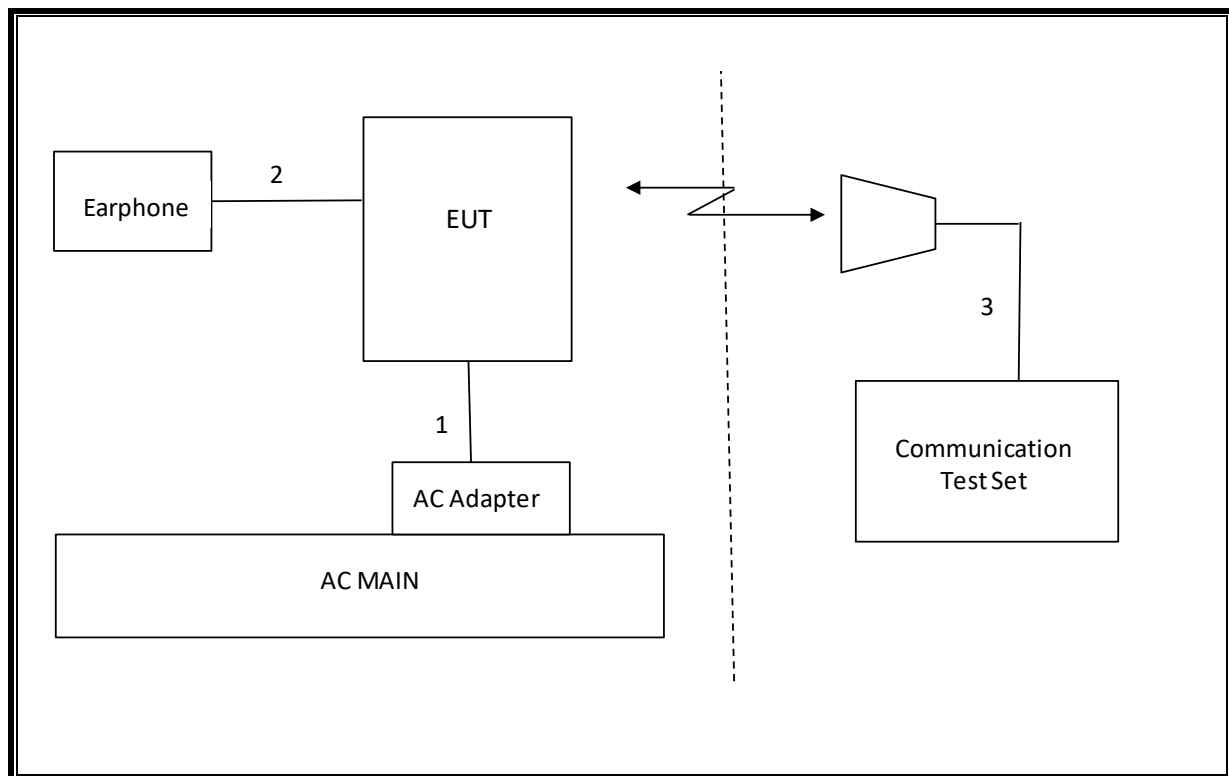 2
Earphone
EUT
3
1
Communication
Test Set
AC Adapter
AC MAIN